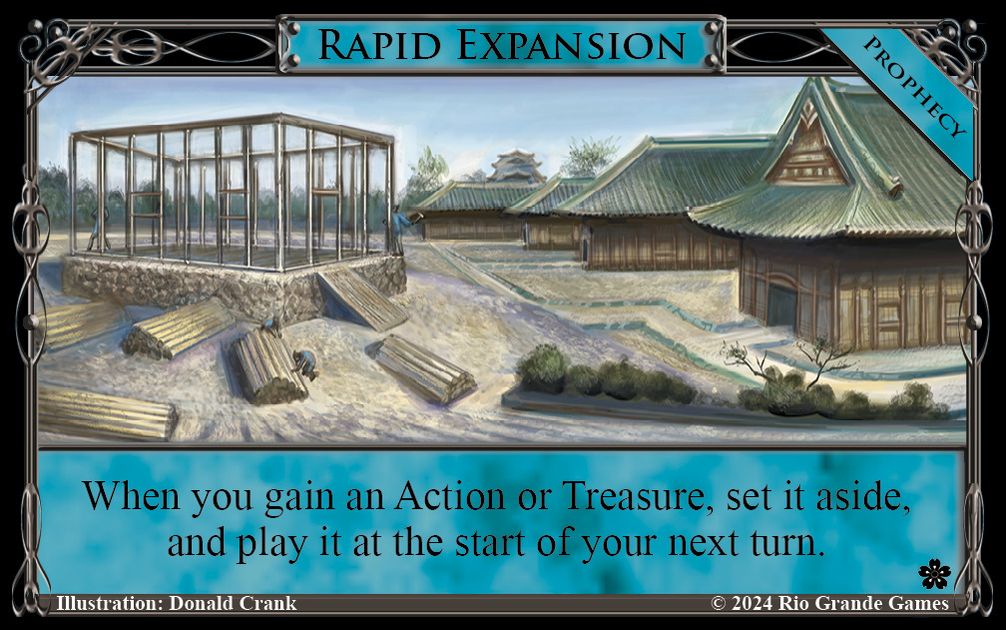 Rapid Expansion
Prophecy
When you gain an Action or Treasure, set it aside,
and play it at the start of your next turn.
Illustration: Donald Crank
© 2024 Rio Grande Games